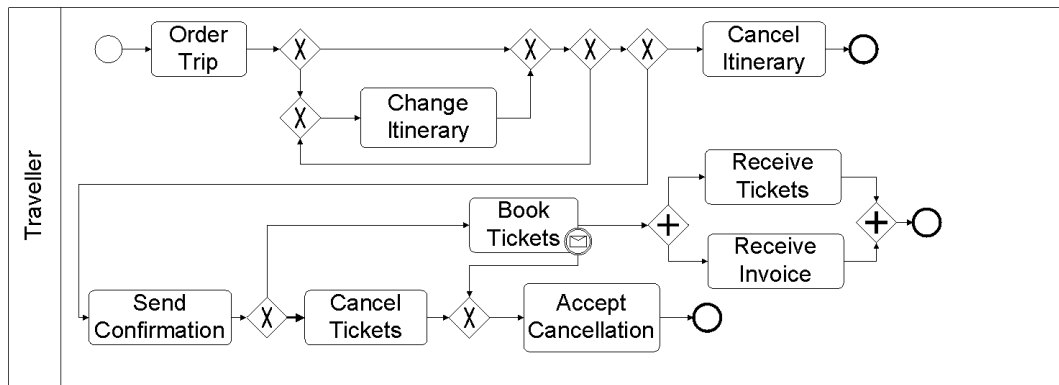 Traveller
Order
Trip
Cancel
Itinerary
Change
Itinerary
Receive
Tickets
Book
Tickets
Receive
Invoice
Send
Confirmation
Cancel
Tickets
Accept
Cancellation